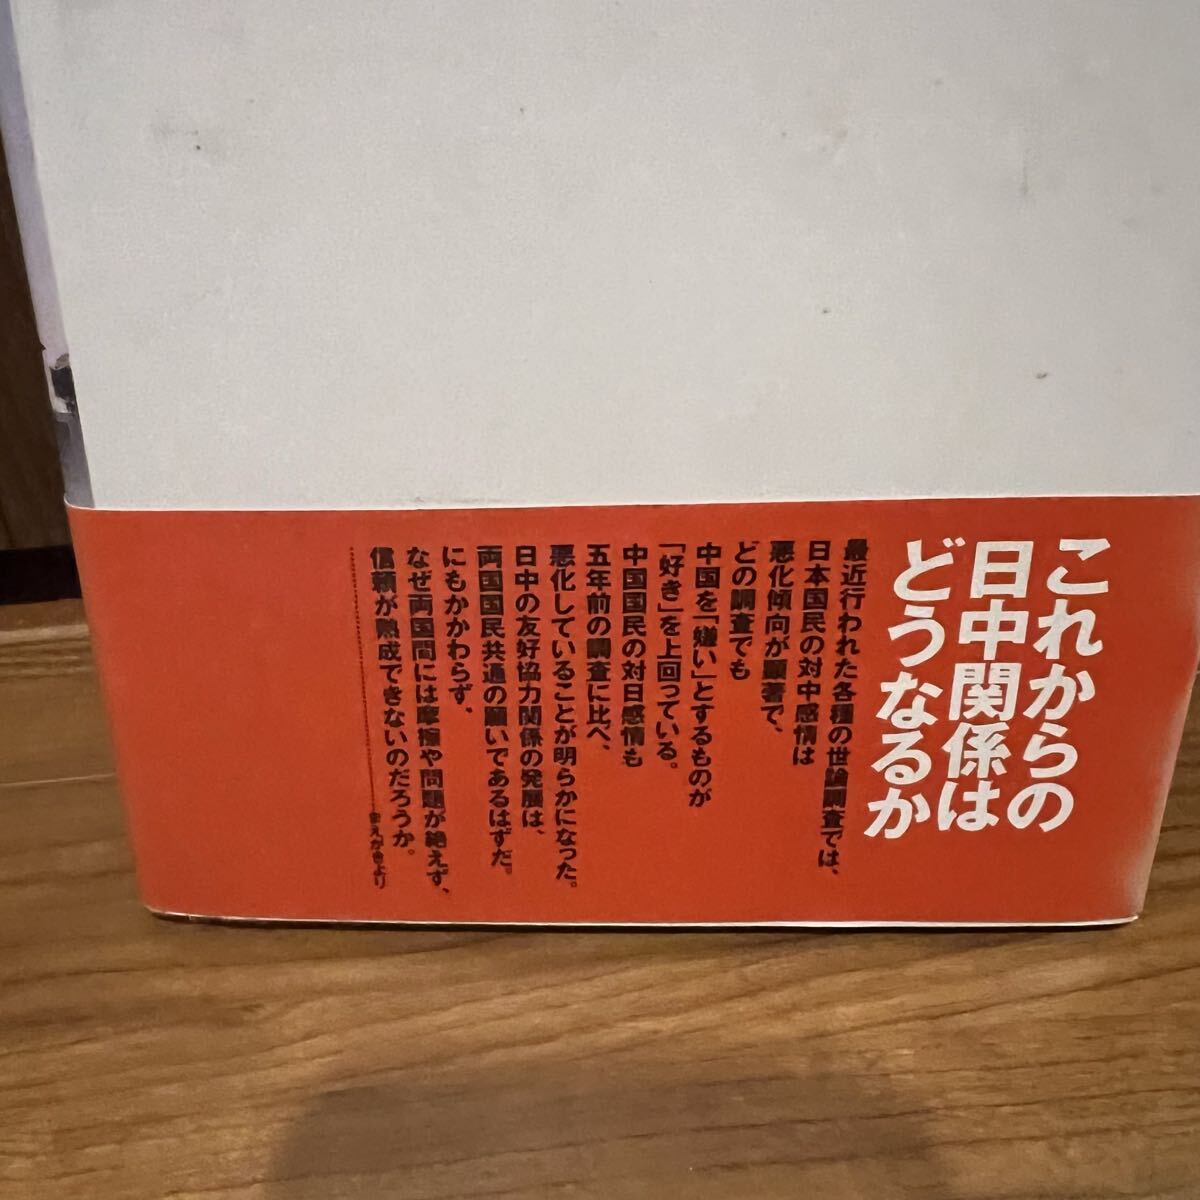 これからの
日中関係は
どうなるか
最近行われた各種の世論調査では、
日本国民の対中感情は
悪化傾向が顕著で、
どの調査でも
中国を「嫌い」とするものが
「好き」を上回っている。
中国国民の対日感情も
五年前の調査に比べ、
悪化していることが明らかになった。
日中の友好協力関係の発展は、
両国国民共通の願いであるはずだ。
にもかかわらず、
なぜ両国間には摩擦や問題が絶えず、
信頼が熟成できないのだろうか。
まえがきより